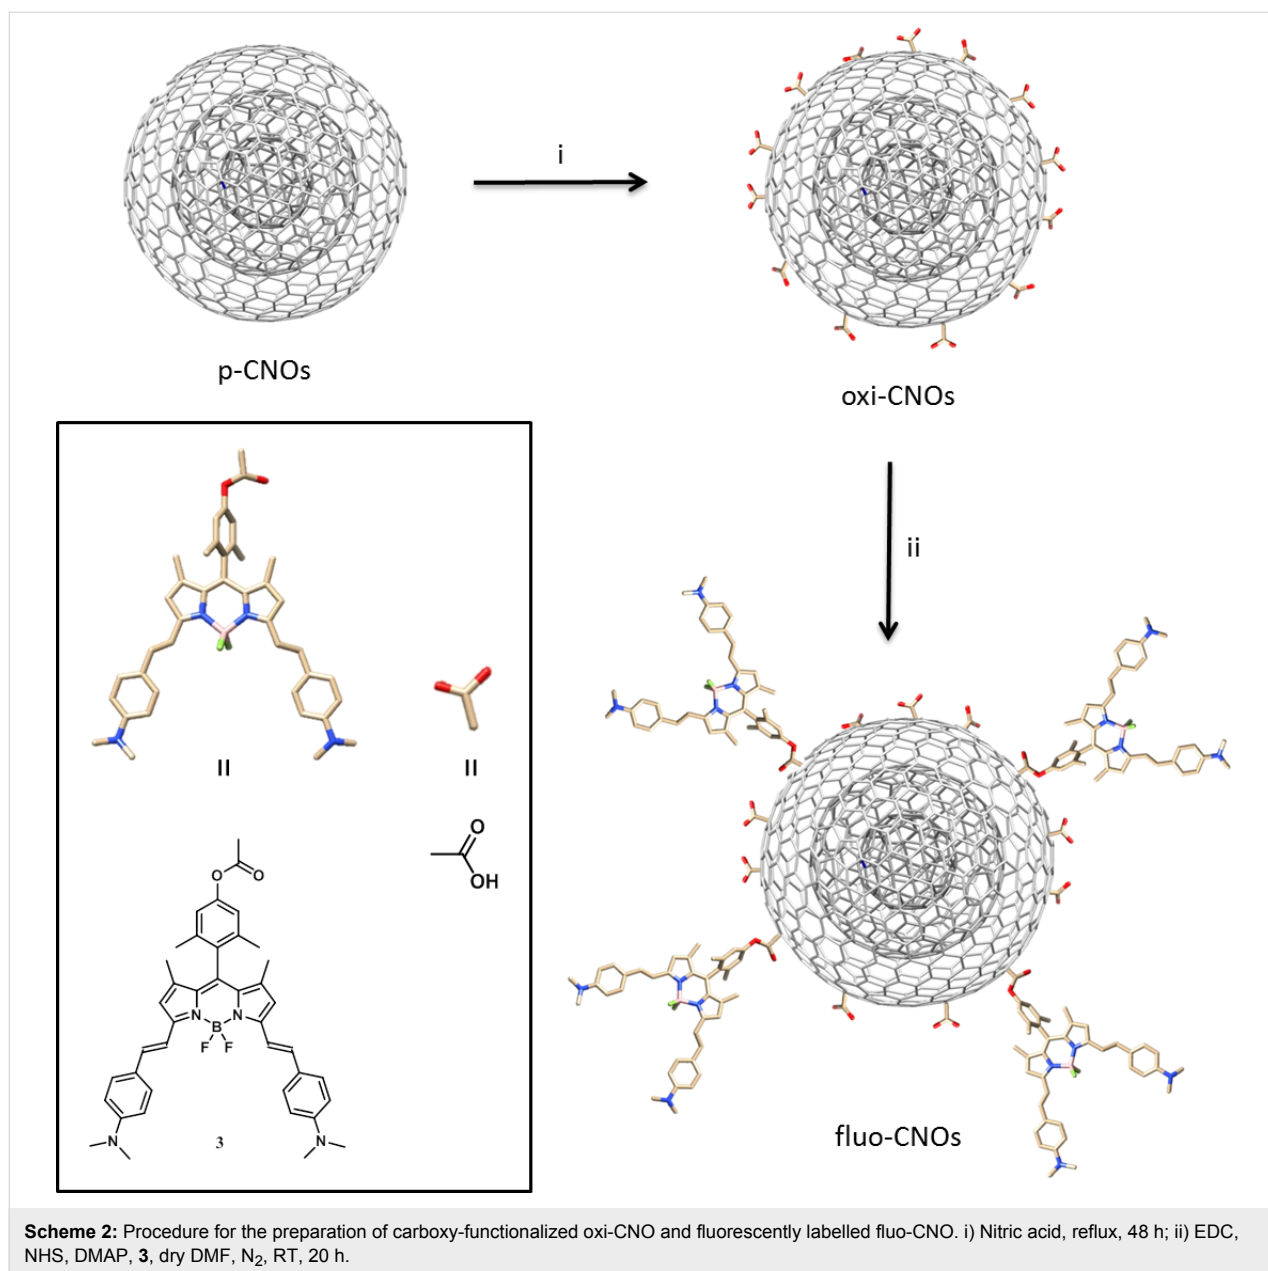 i
p-CNOs
oxi-CNOs
ii
II
II
O
OH
O
O
N
N
B
F
F
N
N
3
fluo-CNOs
Scheme 2: Procedure for the preparation of carboxy-functionalized oxi-CNO and fluorescently labelled fluo-CNO. i) Nitric acid, reflux, 48 h; ii) EDC,
NHS, DMAP, 3, dry DMF, N2, RT, 20 h.